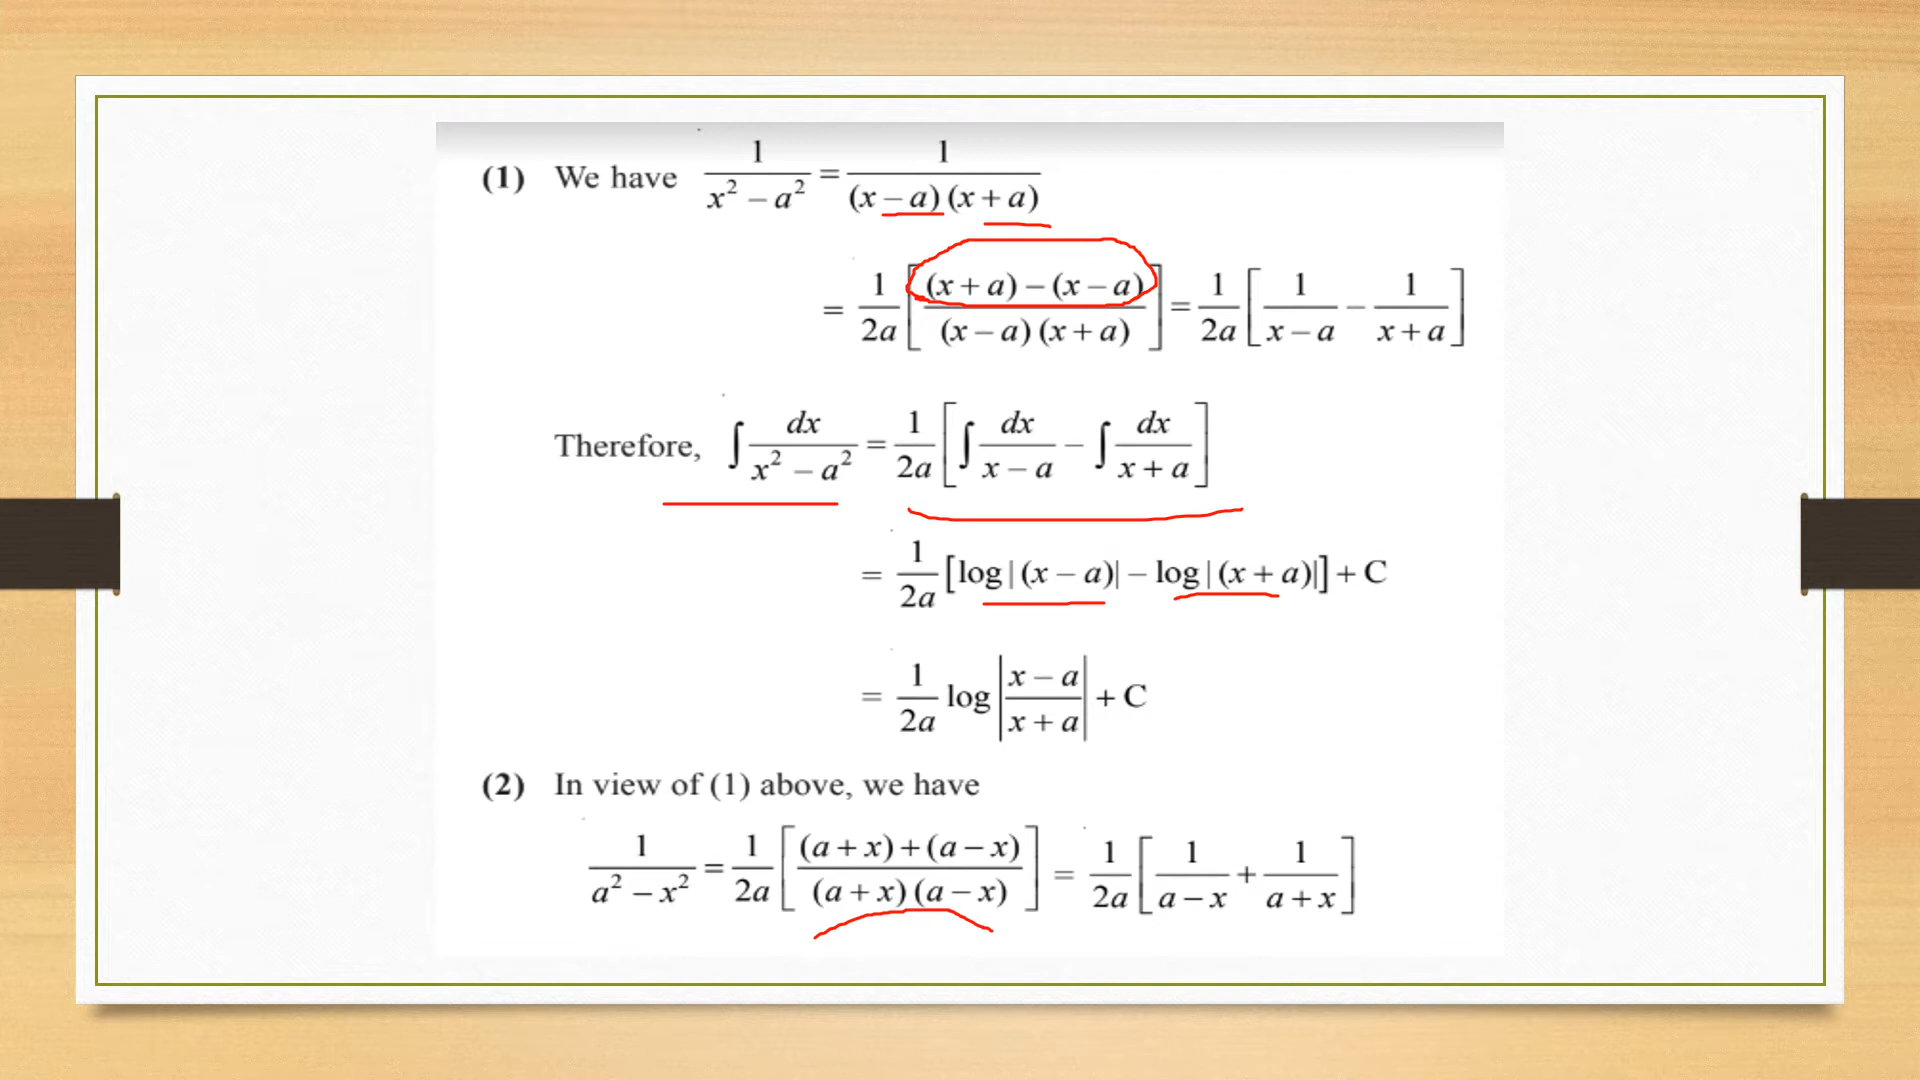 (1) We have 1/(x² – a²) = 1/((x – a) (x + a))
= 1/2a [((x + a) – (x – a))/((x – a) (x + a))] = 1/2a [1/(x – a) – 1/(x + a)]
Therefore, ∫ dx/(x² – a²) = 1/2a [∫ dx/(x – a) – ∫ dx/(x + a)]
= 1/2a [log | (x – a)| – log | (x + a)|] + C
= 1/2a log |(x – a)/(x + a)| + C
(2) In view of (1) above, we have
1/(a² – x²) = 1/2a [((a + x) + (a – x))/((a + x) (a – x))] = 1/2a [1/(a – x) + 1/(a + x)]